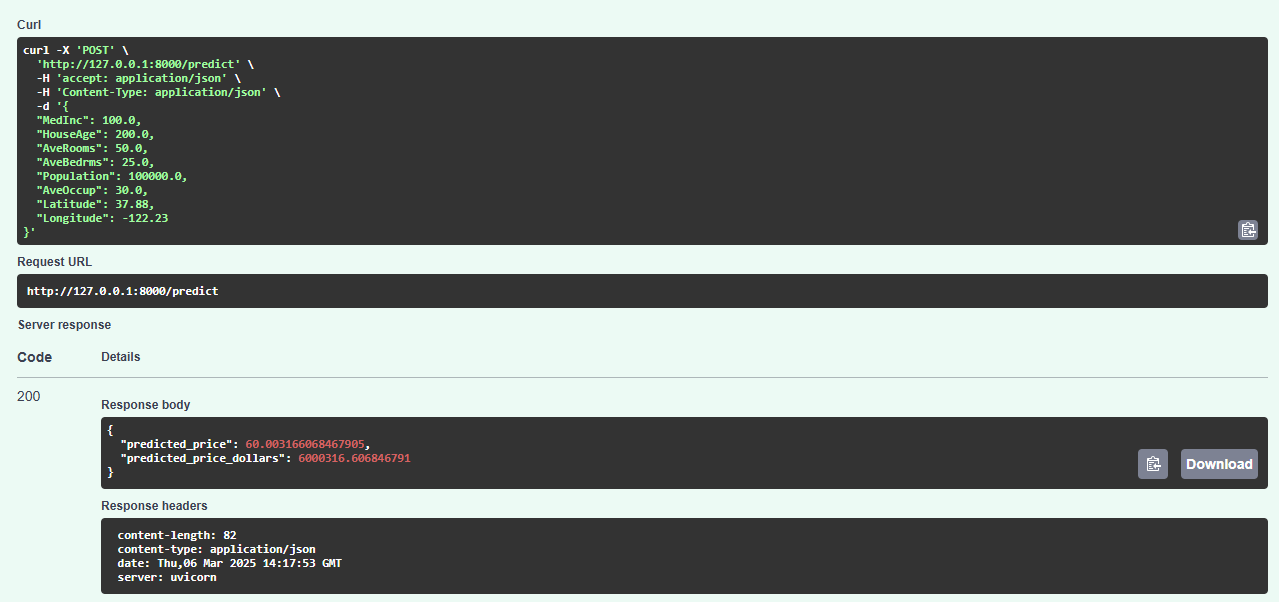 Curl
curl -X 'POST' \
  'http://127.0.0.1:8000/predict' \
  -H 'accept: application/json' \
  -H 'Content-Type: application/json' \
  -d '{
  "MedInc": 100.0,
  "HouseAge": 200.0,
  "AveRooms": 50.0,
  "AveBedrms": 25.0,
  "Population": 100000.0,
  "AveOccup": 30.0,
  "Latitude": 37.88,
  "Longitude": -122.23
}'
Request URL
http://127.0.0.1:8000/predict
Server response
Code Details
200
Response body
{
  "predicted_price": 60.003166068467905,
  "predicted_price_dollars": 6000316.606846791
}
Download
Response headers
content-length: 82
content-type: application/json
date: Thu,06 Mar 2025 14:17:53 GMT
server: uvicorn